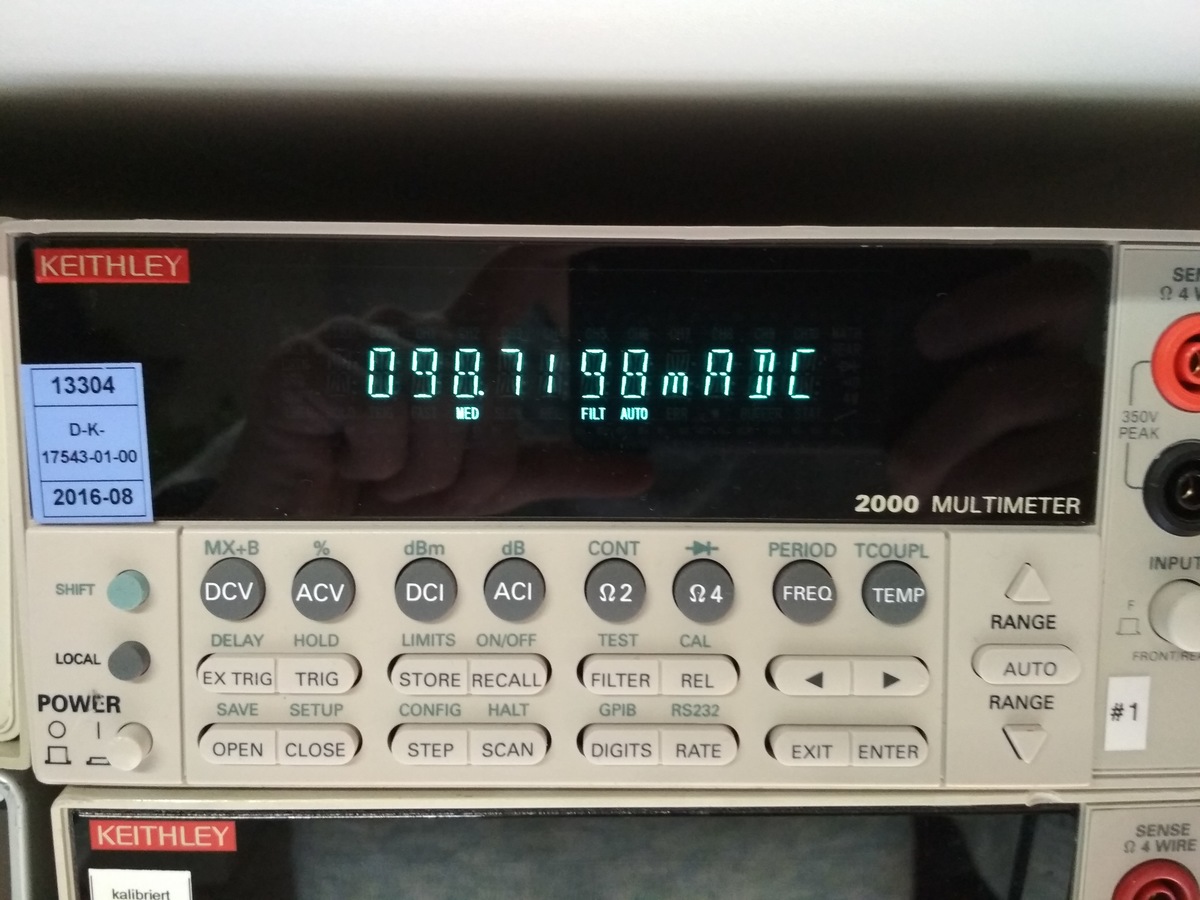 KEITHLEY
098.7198mADC
MED FILT AUTO
13304
D-K-
17543-01-00
2016-08
2000 MULTIMETER
MX+B % dBm dB CONT PERIOD TCOUPL
SHIFT DCV ACV DCI ACI Ω2 Ω4 FREQ TEMP
DELAY HOLD LIMITS ON/OFF TEST CAL
LOCAL EX TRIG TRIG STORE RECALL FILTER REL ◀ ▶
POWER
SAVE SETUP CONFIG HALT GPIB RS232
OPEN CLOSE STEP SCAN DIGITS RATE EXIT ENTER
RANGE
AUTO
RANGE
Ω 4
350V
PEAK
INPUT
F
#1
KEITHLEY
kalibriert
SENSE
Ω 4 WIRE